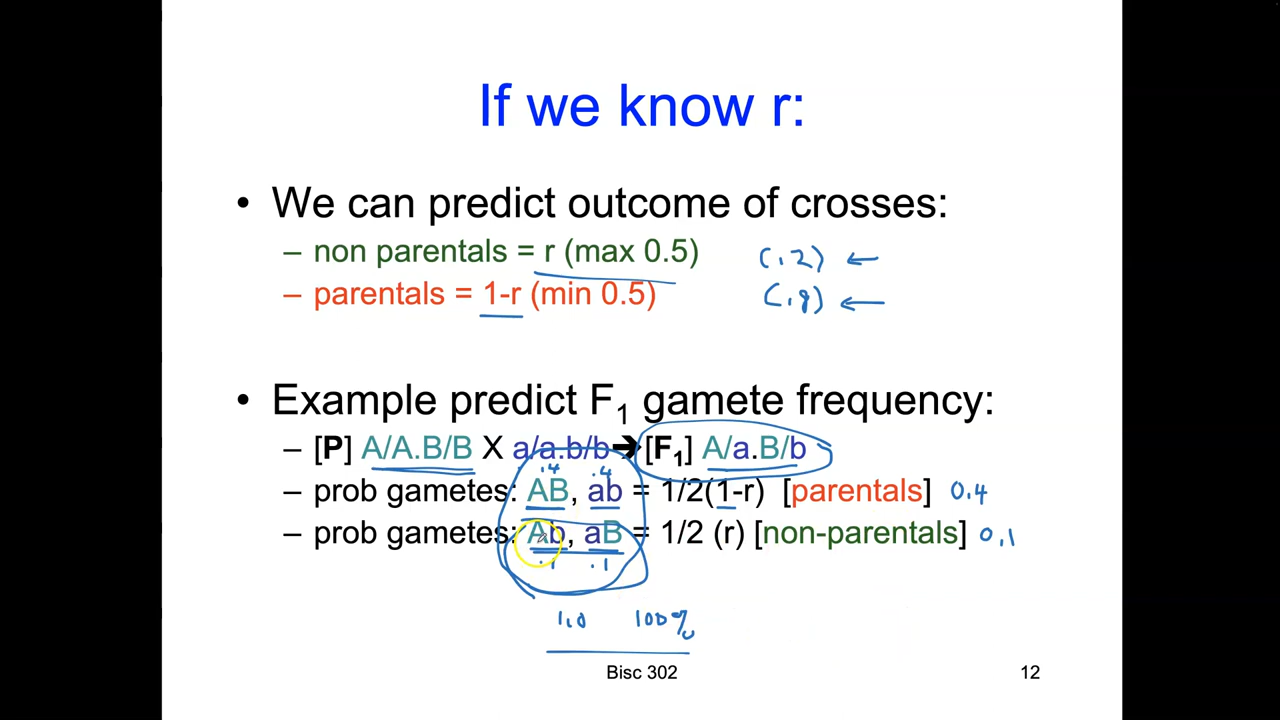 If we know r:
• We can predict outcome of crosses:
– non parentals = r (max 0.5) (.2) ←
– parentals = 1-r (min 0.5) (.8) ←
• Example predict F₁ gamete frequency:
– [P] A/A.B/B X a/a.b/b➔[F₁] A/a.B/b
.4 .4
– prob gametes: AB, ab = 1/2(1-r) [parentals] 0.4
– prob gametes: Ab, aB = 1/2 (r) [non-parentals] 0.1
.1 .1
1.0 100%
Bisc 302 12